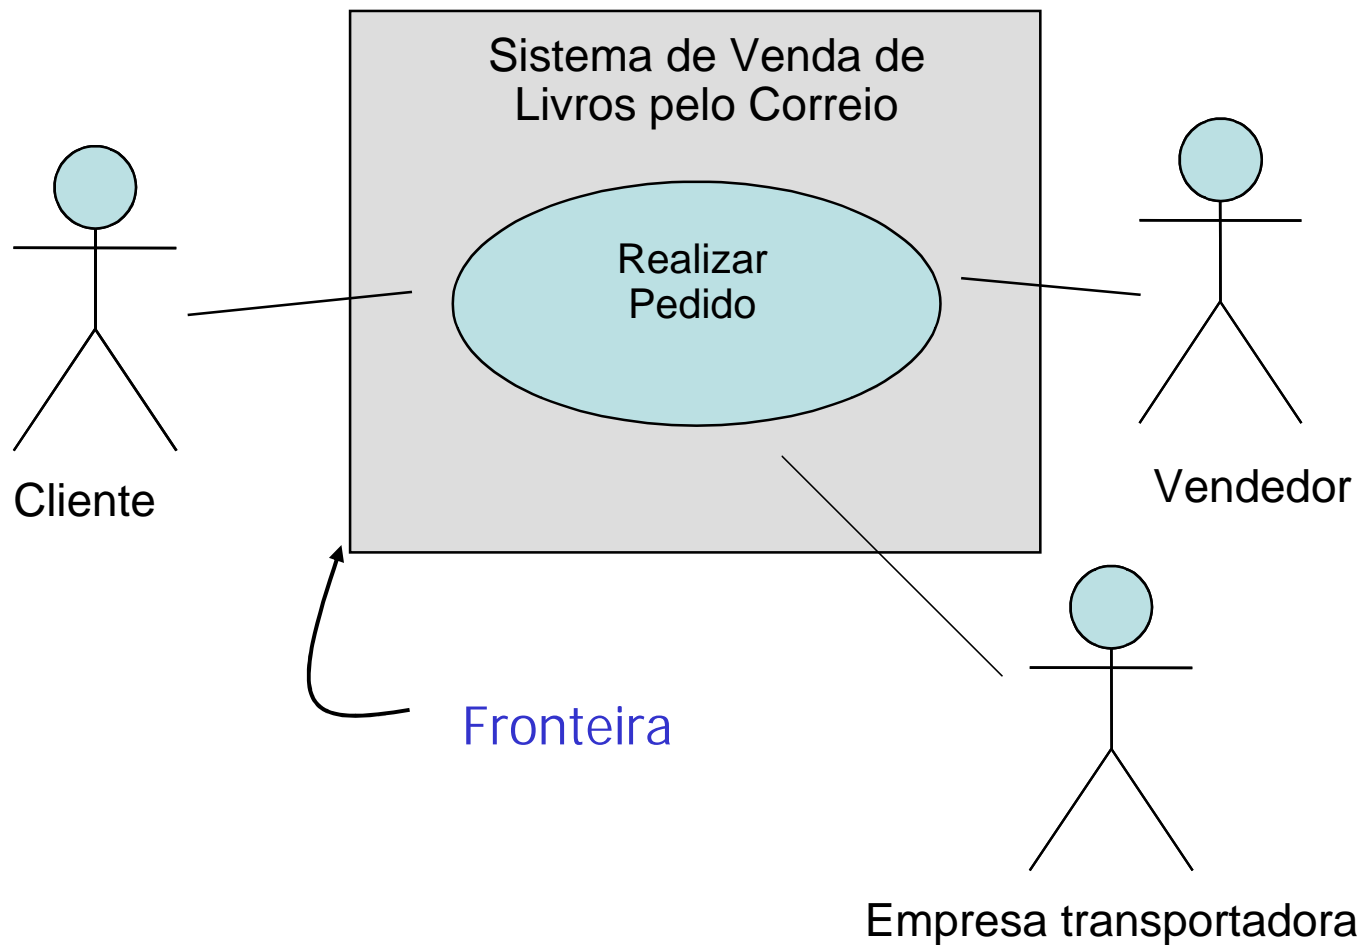 Sistema de Venda de
Livros pelo Correio
Realizar
Pedido
Cliente
Vendedor
Fronteira
Empresa transportadora